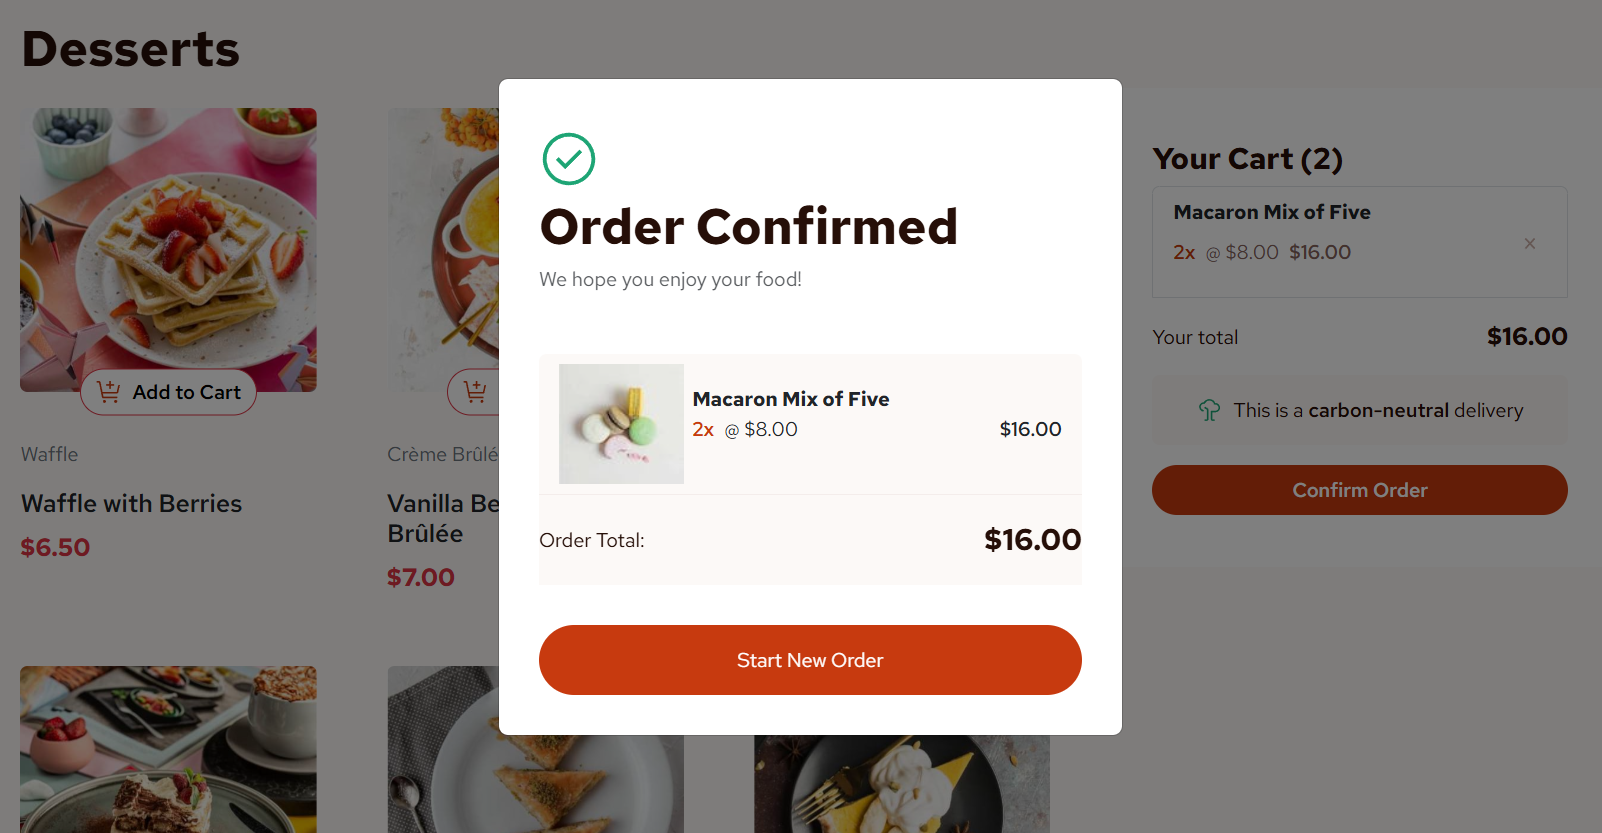 Desserts
Add to Cart
Waffle
Waffle with Berries
$6.50
Crème Brûlé
Vanilla Be
Brûlée
$7.00
Order Confirmed
We hope you enjoy your food!
Macaron Mix of Five
2x @ $8.00 $16.00
Order Total: $16.00
Start New Order
Your Cart (2)
Macaron Mix of Five
2x @ $8.00 $16.00 ×
Your total $16.00
This is a carbon-neutral delivery
Confirm Order